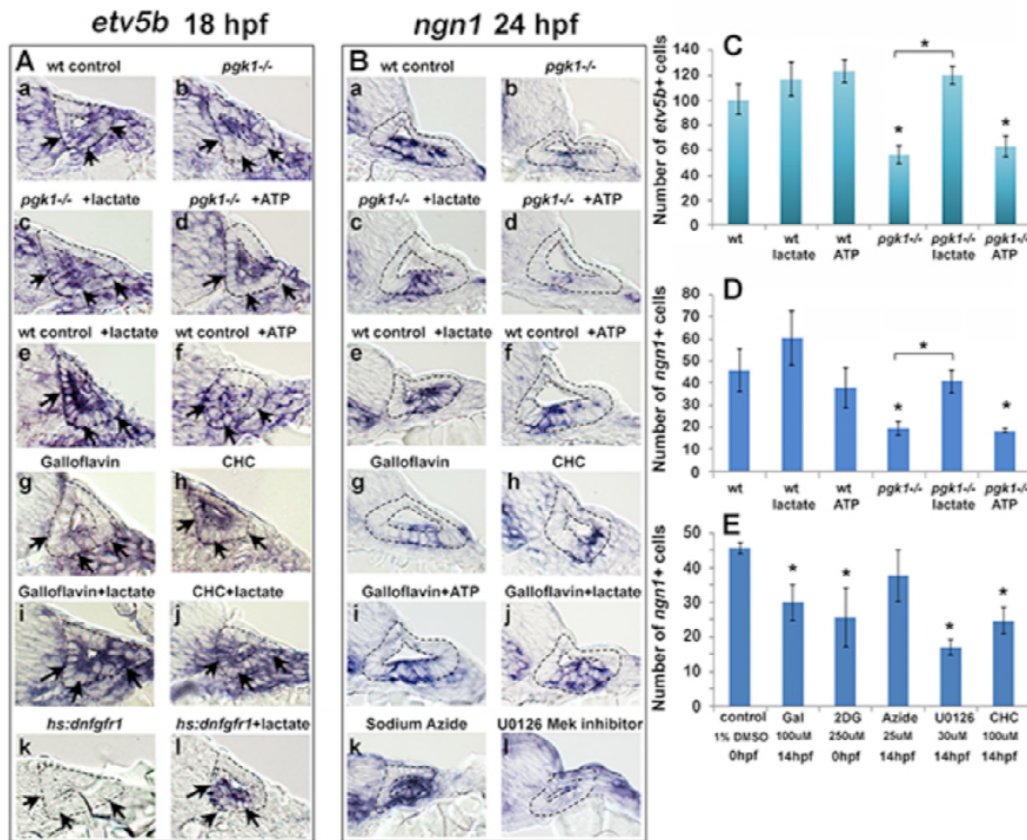 etv5b 18 hpf
A
wt control
pgk1-/-
a
b
pgk1-/- +lactate
pgk1-/- +ATP
c
d
wt control +lactate
wt control +ATP
e
f
Galloflavin
CHC
g
h
Galloflavin+lactate
CHC+lactate
i
j
hs:dnfgfr1
hs:dnfgfr1+lactate
k
l
ngn1 24 hpf
B
wt control
pgk1-/-
a
b
pgk1-/- +lactate
pgk1-/- +ATP
c
d
wt control +lactate
wt control +ATP
e
f
Galloflavin
CHC
g
h
Galloflavin+ATP
Galloflavin+lactate
i
j
Sodium Azide
U0126 Mek inhibitor
k
l
C
Number of etv5b+ cells
140
120
100
80
60
40
20
0
*
*
*
wt
wt lactate
wt ATP
pgk1-/-
pgk1-/- lactate
pgk1-/- ATP
D
Number of ngn1+ cells
80
70
60
50
40
30
20
10
0
*
*
*
wt
wt lactate
wt ATP
pgk1-/-
pgk1-/- lactate
pgk1-/- ATP
E
Number of ngn1+ cells
50
40
30
20
10
0
*
*
*
*
control Gal 2DG Azide U0126 CHC
1% DMSO 100uM 250uM 25uM 30uM 100uM
0hpf 14hpf 0hpf 14hpf 14hpf 14hpf